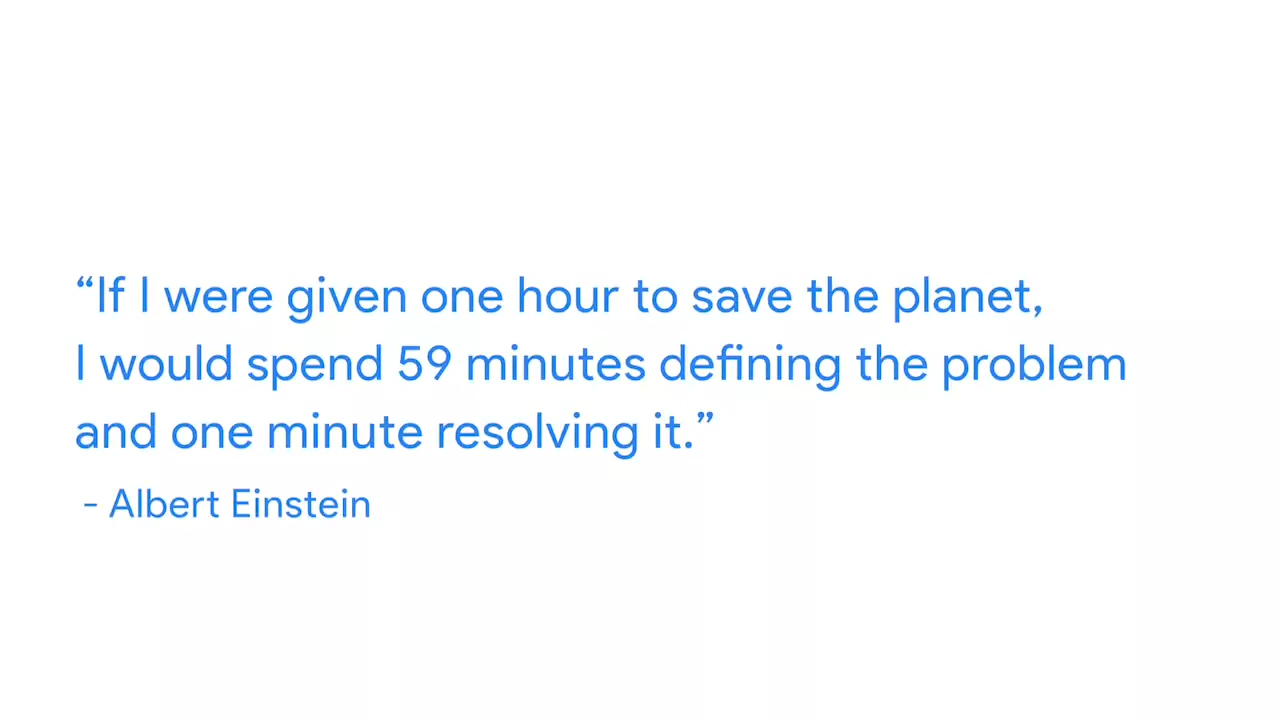 “If I were given one hour to save the planet,
I would spend 59 minutes defining the problem
and one minute resolving it.”
- Albert Einstein